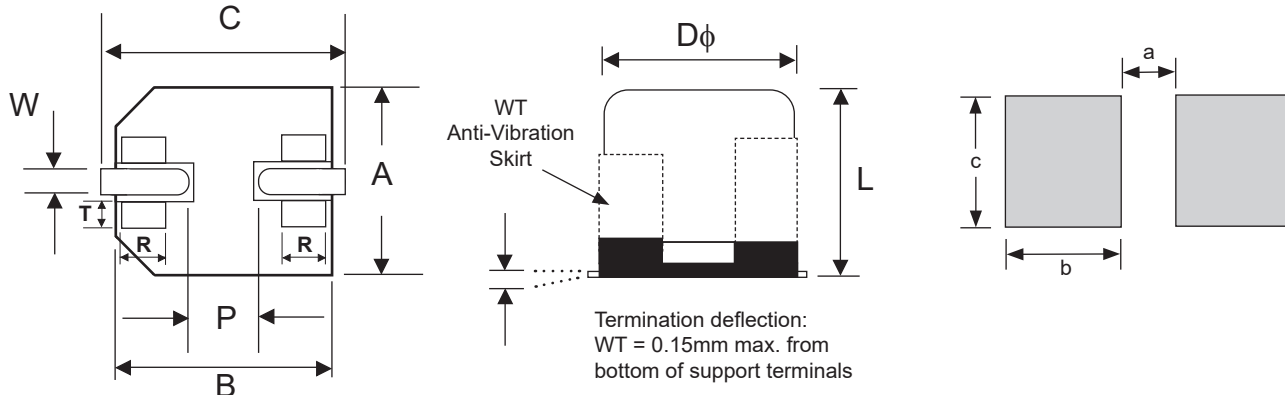 C
W
A
T
R
R
P
B
Dϕ
WT
Anti-Vibration
Skirt
L
Termination deflection:
WT = 0.15mm max. from
bottom of support terminals
a
c
b